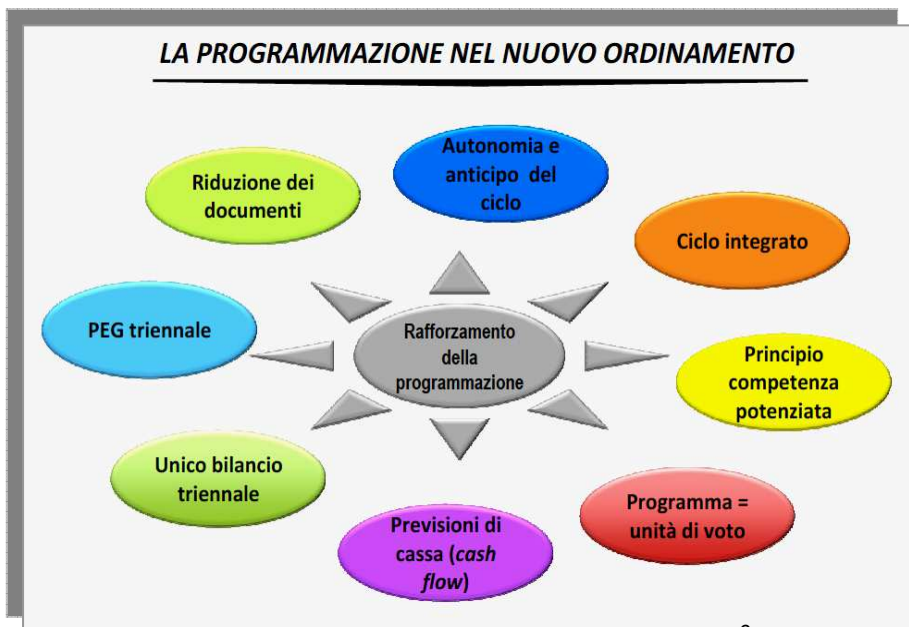 LA PROGRAMMAZIONE NEL NUOVO ORDINAMENTO
Autonomia e
anticipo del
ciclo
Riduzione dei
documenti
Ciclo integrato
PEG triennale
Rafforzamento
della
programmazione
Principio
competenza
potenziata
Unico bilancio
triennale
Programma =
unità di voto
Previsioni di
cassa (cash
flow)